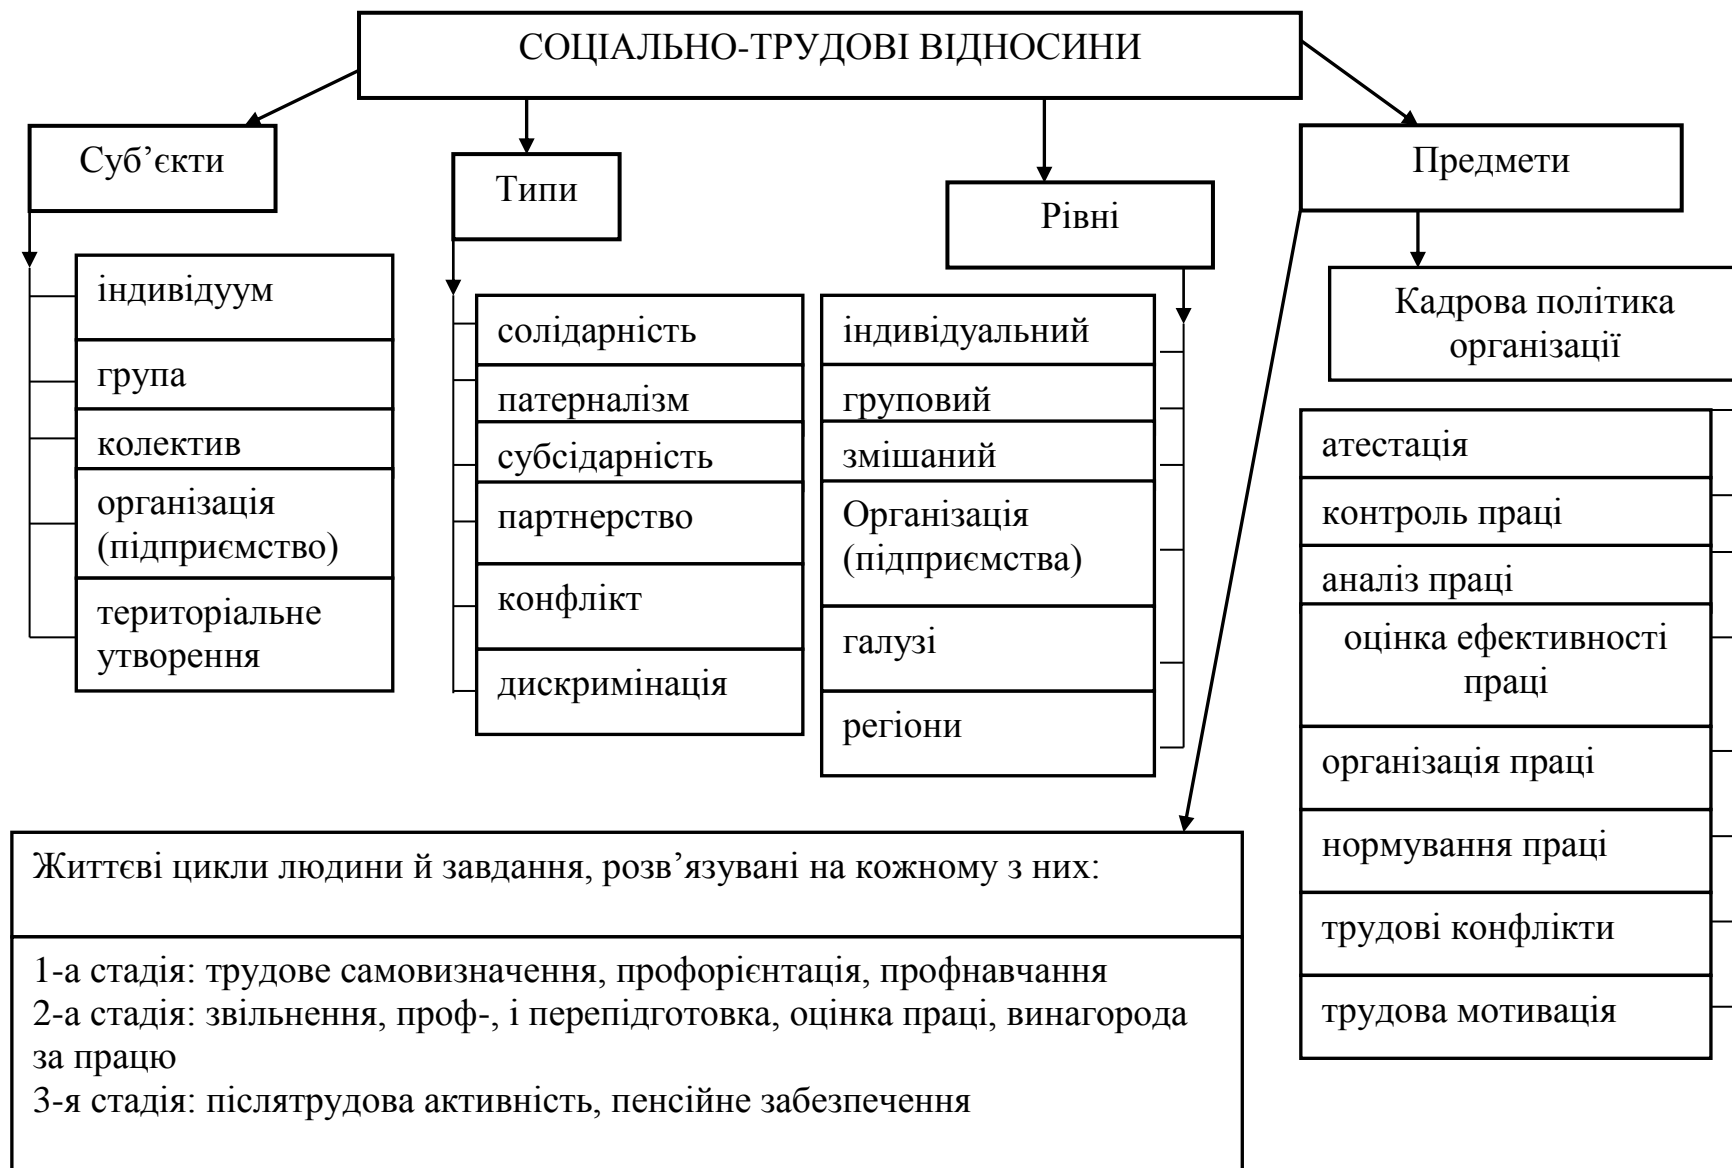 СОЦІАЛЬНО-ТРУДОВІ ВІДНОСИНИ
Суб’єкти
індивідуум
група
колектив
організація
(підприємство)
територіальне
утворення
Типи
солідарність
патерналізм
субсідарність
партнерство
конфлікт
дискримінація
Рівні
індивідуальний
груповий
змішаний
Організація
(підприємства)
галузі
регіони
Предмети
Кадрова політика
організації
атестація
контроль праці
аналіз праці
оцінка ефективності
праці
організація праці
нормування праці
трудові конфлікти
трудова мотивація
Життєві цикли людини й завдання, розв’язувані на кожному з них:
1-а стадія: трудове самовизначення, профорієнтація, профнавчання
2-а стадія: звільнення, проф-, і перепідготовка, оцінка праці, винагорода
за працю
3-я стадія: післятрудова активність, пенсійне забезпечення